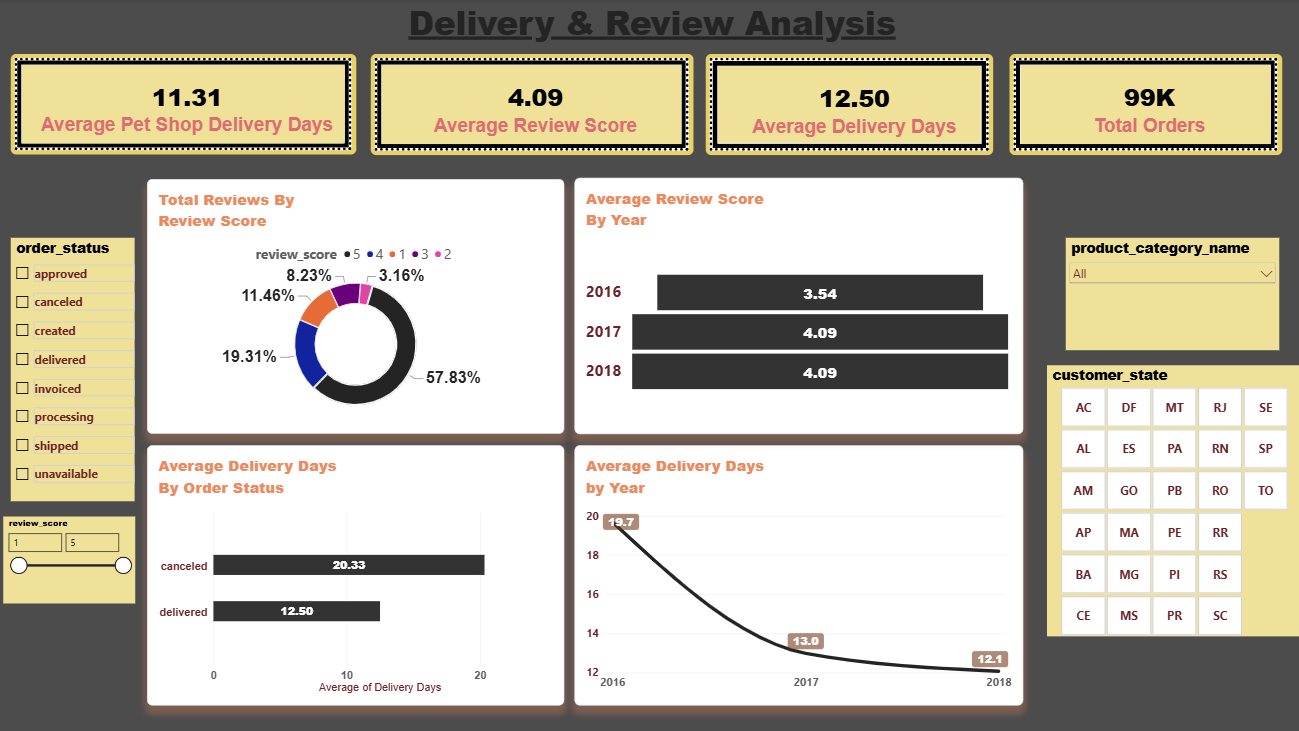 Delivery & Review Analysis
11.31
Average Pet Shop Delivery Days
4.09
Average Review Score
12.50
Average Delivery Days
99K
Total Orders
order_status
approved
canceled
created
delivered
invoiced
processing
shipped
unavailable
review_score
1 5
Total Reviews By
Review Score
review_score 5 4 1 3 2
8.23% 3.16%
11.46%
19.31%
57.83%
Average Review Score
By Year
2016 3.54
2017 4.09
2018 4.09
Average Delivery Days
By Order Status
canceled 20.33
delivered 12.50
0 10 20
Average of Delivery Days
Average Delivery Days
by Year
20
18
16
14
12
19.7
13.0
12.1
2016 2017 2018
product_category_name
All
customer_state
AC DF MT RJ SE
AL ES PA RN SP
AM GO PB RO TO
AP MA PE RR
BA MG PI RS
CE MS PR SC